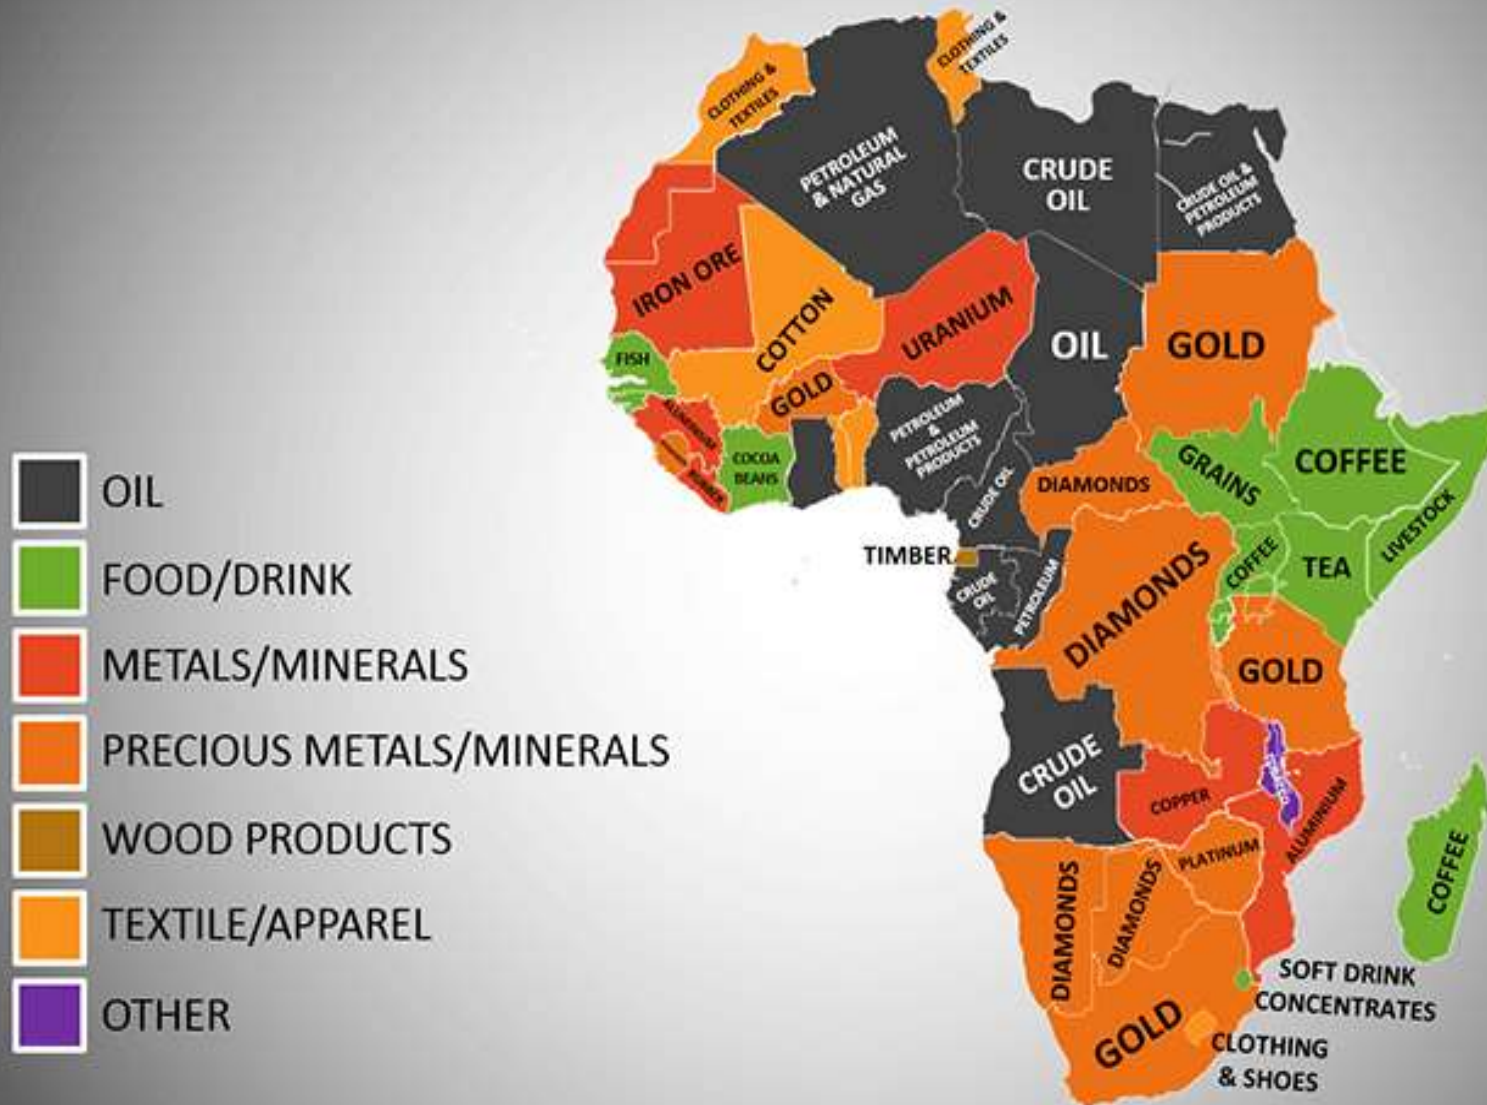 OIL
FOOD/DRINK
METALS/MINERALS
PRECIOUS METALS/MINERALS
WOOD PRODUCTS
TEXTILE/APPAREL
OTHER
CLOTHING &
TEXTILES
CLOTHING &
TEXTILES
PETROLEUM
& NATURAL
GAS
CRUDE
OIL
CRUDE OIL &
PETROLEUM
PRODUCTS
IRON ORE
COTTON
URANIUM
OIL
GOLD
FISH
GOLD
RUBBER
COCOA
BEANS
PETROLEUM
&
PETROLEUM
PRODUCTS
CRUDE OIL
DIAMONDS
GRAINS
COFFEE
LIVESTOCK
TIMBER
CRUDE
OIL
PETROLEUM
DIAMONDS
COFFEE
TEA
GOLD
CRUDE
OIL
COPPER
ALUMINIUM
DIAMONDS
DIAMONDS
PLATINUM
COFFEE
GOLD
SOFT DRINK
CONCENTRATES
CLOTHING
& SHOES